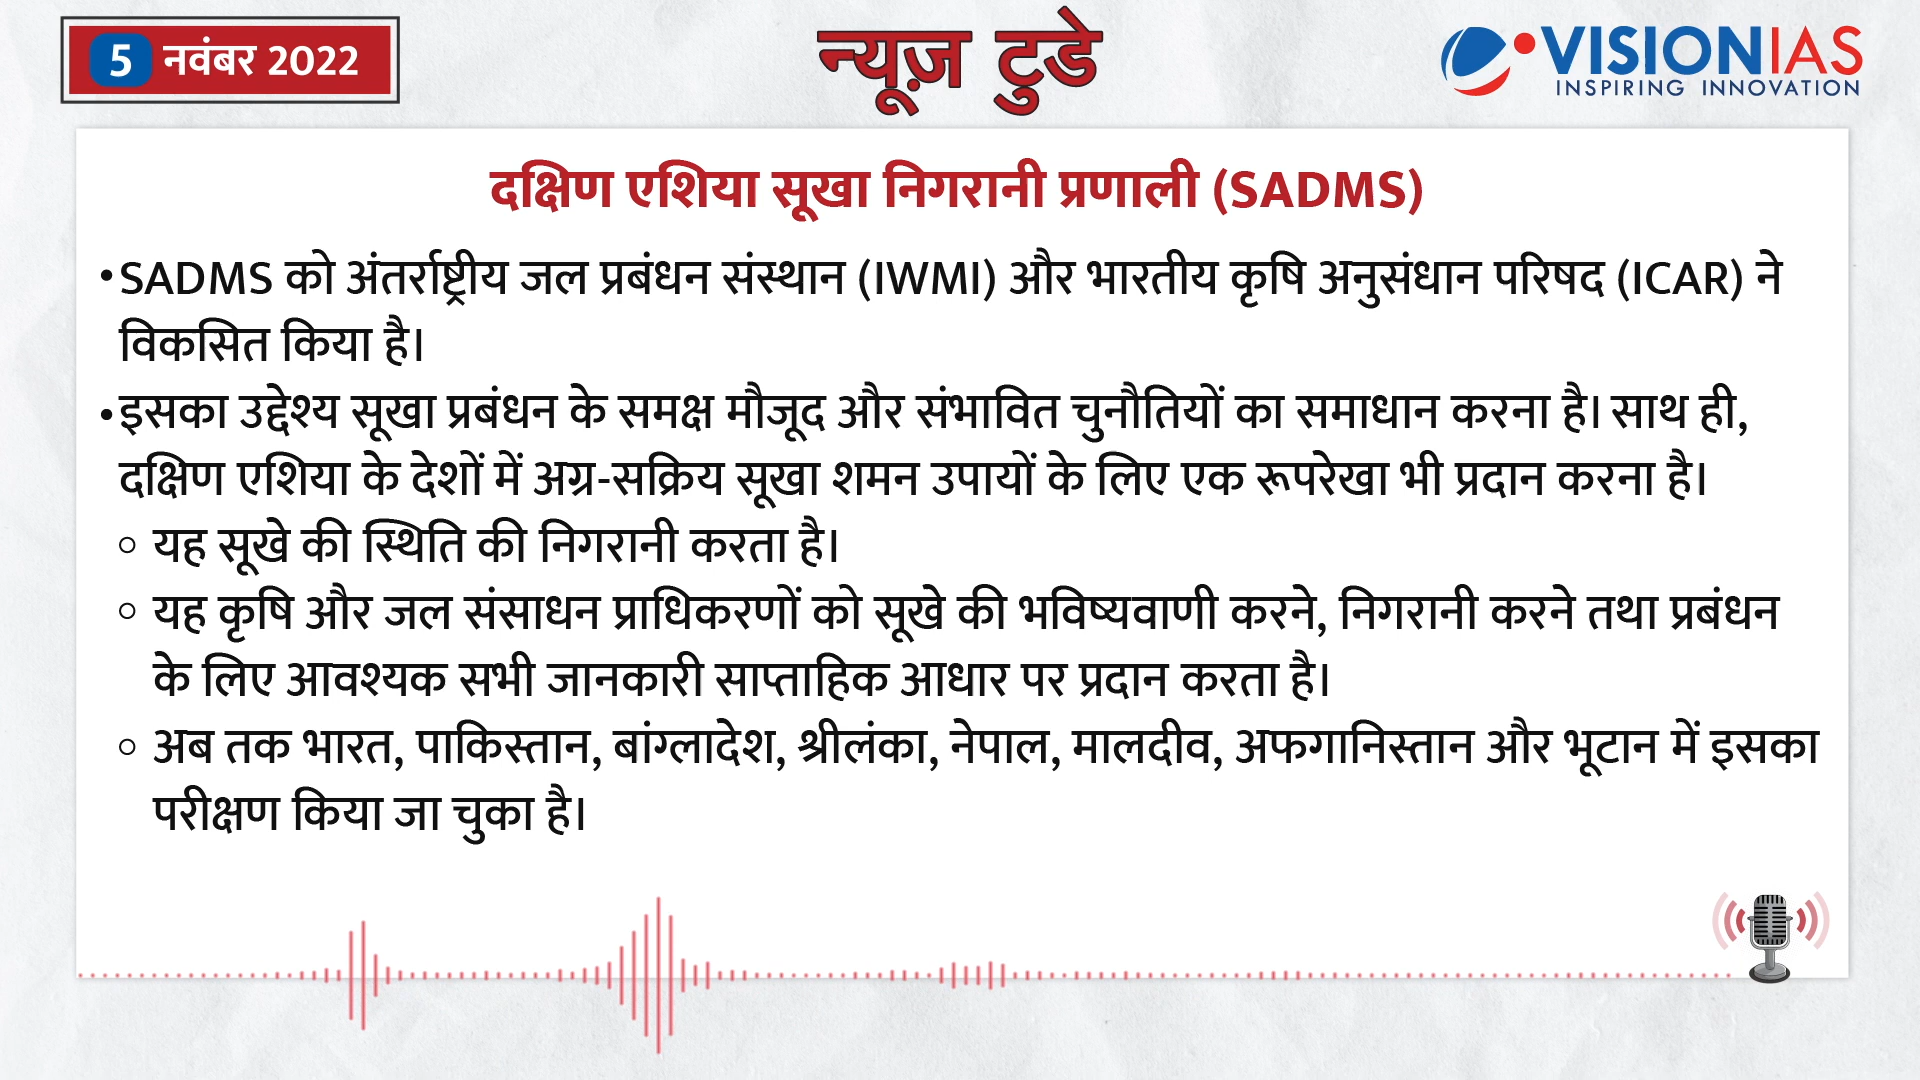 5 नवंबर 2022
न्यूज़ टुडे
VISIONIAS
INSPIRING INNOVATION
दक्षिण एशिया सूखा निगरानी प्रणाली (SADMS)
•SADMS को अंतर्राष्ट्रीय जल प्रबंधन संस्थान (IWMI) और भारतीय कृषि अनुसंधान परिषद (ICAR) ने
विकसित किया है।
•इसका उद्देश्य सूखा प्रबंधन के समक्ष मौजूद और संभावित चुनौतियों का समाधान करना है। साथ ही,
दक्षिण एशिया के देशों में अग्र-सक्रिय सूखा शमन उपायों के लिए एक रूपरेखा भी प्रदान करना है।
○ यह सूखे की स्थिति की निगरानी करता है।
○ यह कृषि और जल संसाधन प्राधिकरणों को सूखे की भविष्यवाणी करने, निगरानी करने तथा प्रबंधन
के लिए आवश्यक सभी जानकारी साप्ताहिक आधार पर प्रदान करता है।
○ अब तक भारत, पाकिस्तान, बांग्लादेश, श्रीलंका, नेपाल, मालदीव, अफगानिस्तान और भूटान में इसका
परीक्षण किया जा चुका है।